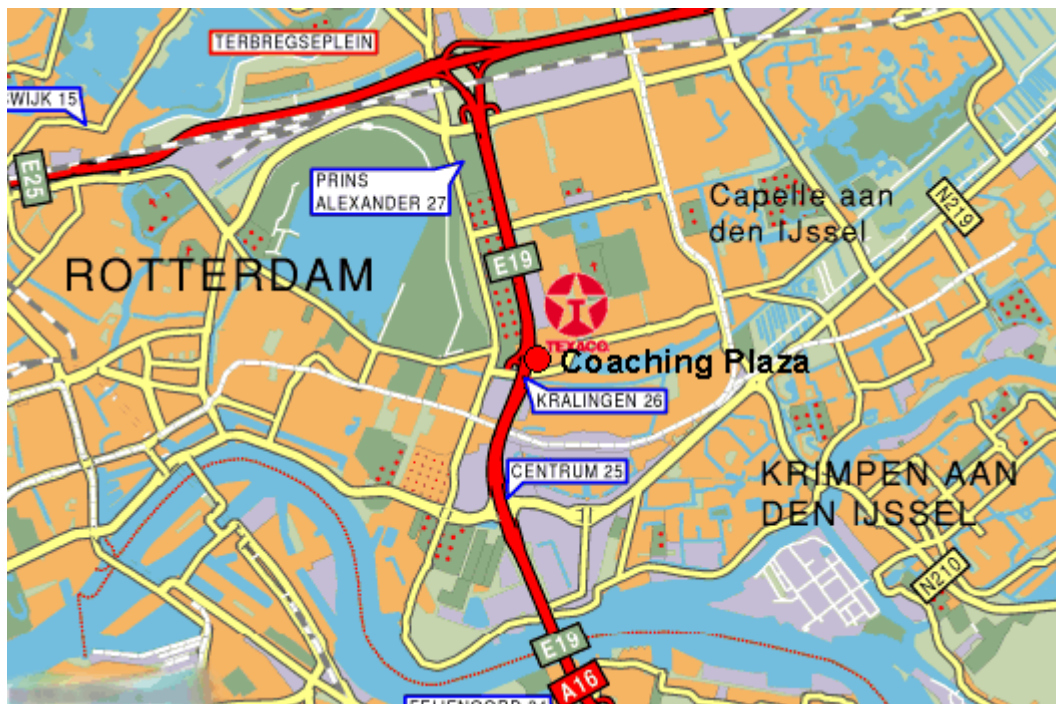 TERBREGSEPLEIN
WIJK 15
E25
PRINS
ALEXANDER 27
Capelle aan
den IJssel
N219
ROTTERDAM
E19
T
TEXACO
Coaching Plaza
KRALINGEN 26
CENTRUM 25
KRIMPEN AAN
DEN IJSSEL
N210
E19
A16